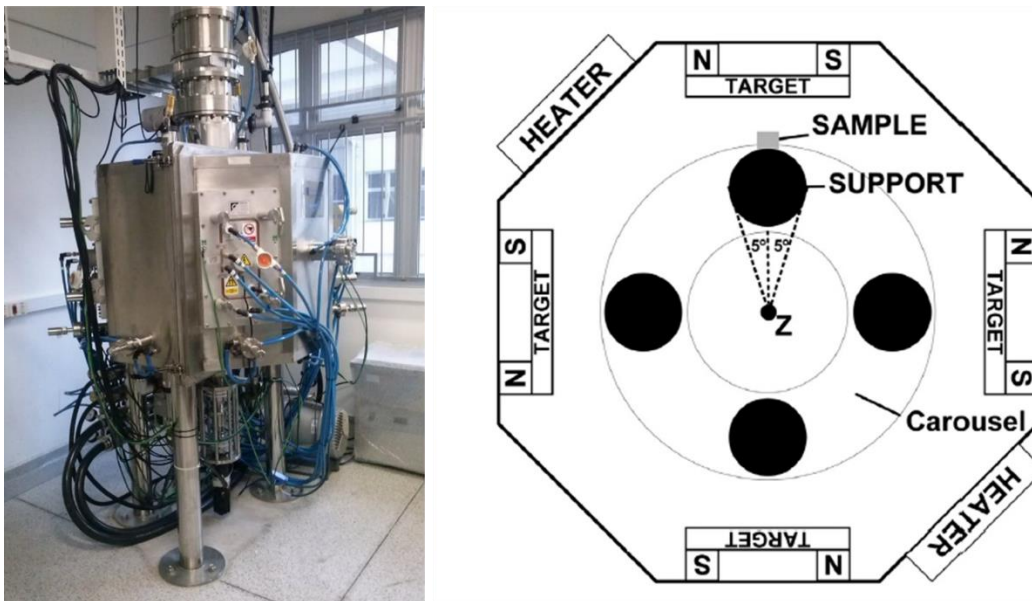 N S
TARGET
HEATER
SAMPLE
SUPPORT
5° 5°
Z
S
TARGET
N
N
TARGET
S
Carousel
HEATER
TARGET
S N